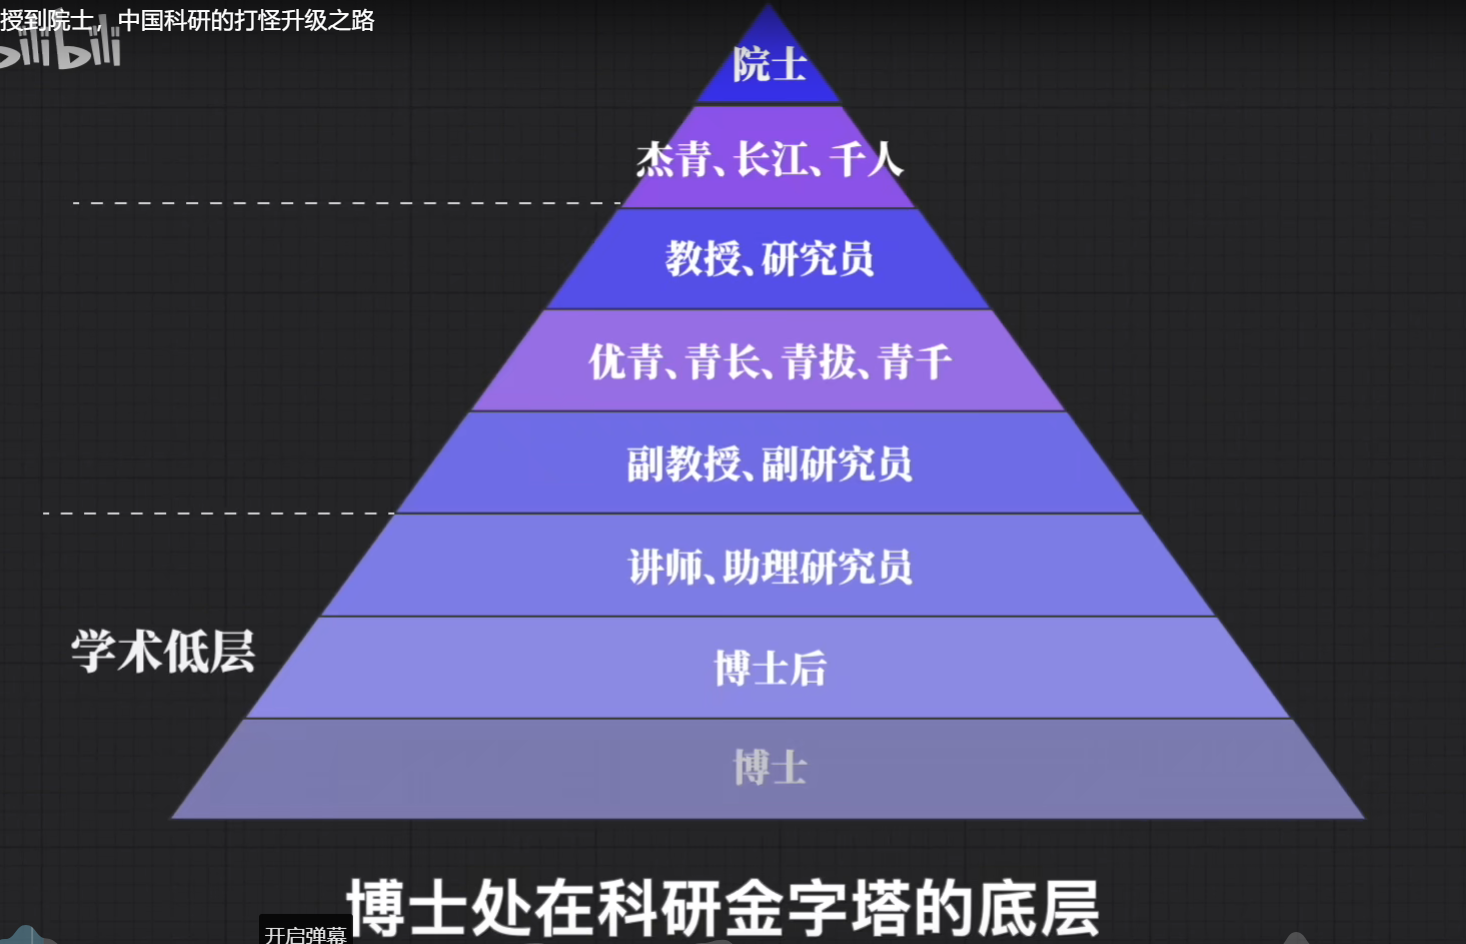 授到院士，中国科研的打怪升级之路
bilibili
院士
杰青、长江、千人
教授、研究员
优青、青长、青拔、青千
副教授、副研究员
讲师、助理研究员
学术低层
博士后
博士
博士处在科研金字塔的底层
开启弹幕